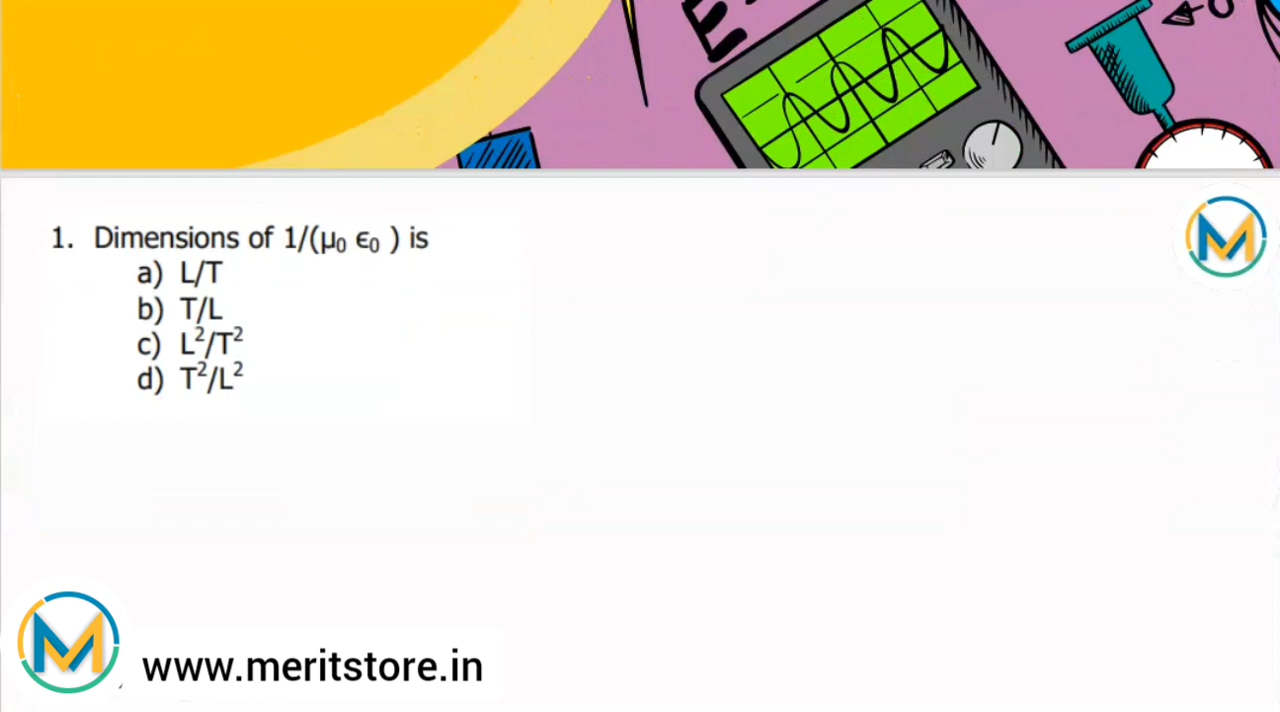 1. Dimensions of 1/(μ₀ ϵ₀ ) is
a) L/T
b) T/L
c) L²/T²
d) T²/L²
www.meritstore.in